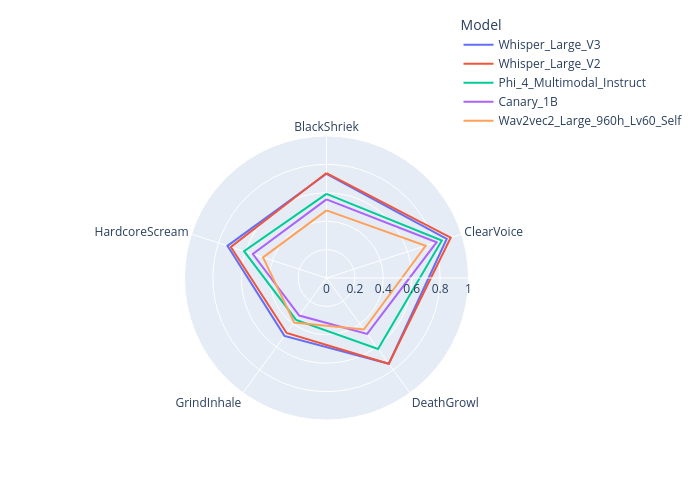 Model
Whisper_Large_V3
Whisper_Large_V2
Phi_4_Multimodal_Instruct
Canary_1B
Wav2vec2_Large_960h_Lv60_Self
BlackShriek
HardcoreScream
ClearVoice
0 0.2 0.4 0.6 0.8 1
GrindInhale
DeathGrowl